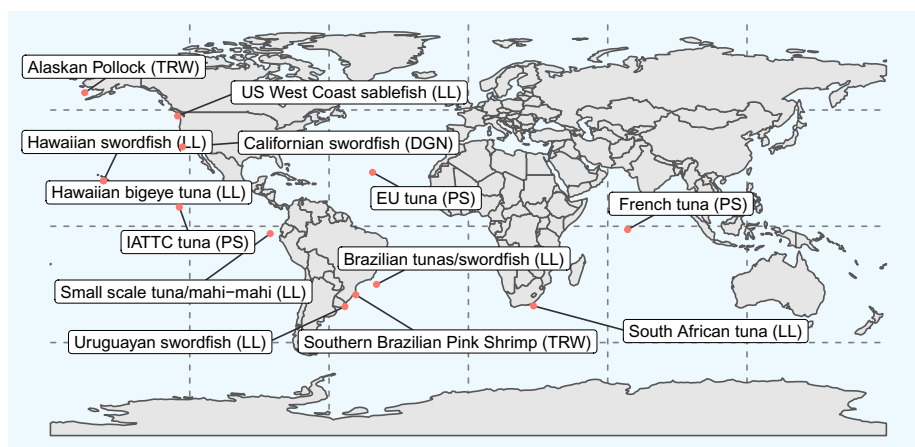 Alaskan Pollock (TRW)
US West Coast sablefish (LL)
Hawaiian swordfish (LL)
Californian swordfish (DGN)
Hawaiian bigeye tuna (LL)
EU tuna (PS)
French tuna (PS)
IATTC tuna (PS)
Brazilian tunas/swordfish (LL)
Small scale tuna/mahi−mahi (LL)
Uruguayan swordfish (LL)
Southern Brazilian Pink Shrimp (TRW)
South African tuna (LL)